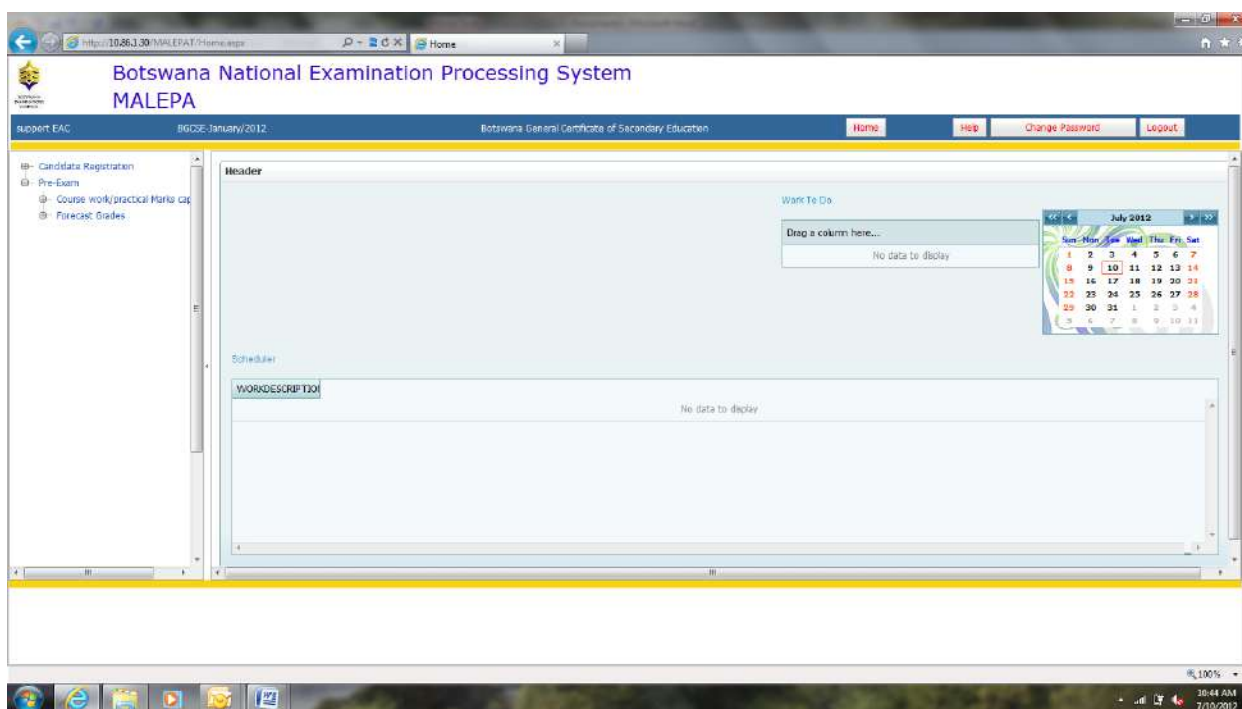 http://10.86.1.30/MALEPAT/Home.aspx
Home
Botswana National Examination Processing System
MALEPA
support EAC
BGCSE-January/2012
Botswana General Certificate of Secondary Education
Home
Help
Change Password
Logout
Candidate Registration
Pre-Exam
Course work/practical Marks cap
Forecast Grades
Header
Work To Do
Drag a column here...
No data to display
July 2012
Sun Mon Tue Wed Thu Fri Sat
1 2 3 4 5 6 7
8 9 10 11 12 13 14
15 16 17 18 19 20 21
22 23 24 25 26 27 28
29 30 31 1 2 3 4
5 6 7 8 9 10 11
Scheduler
WORKDESCRIPTION
No data to display
100%
10:44 AM
7/10/2012